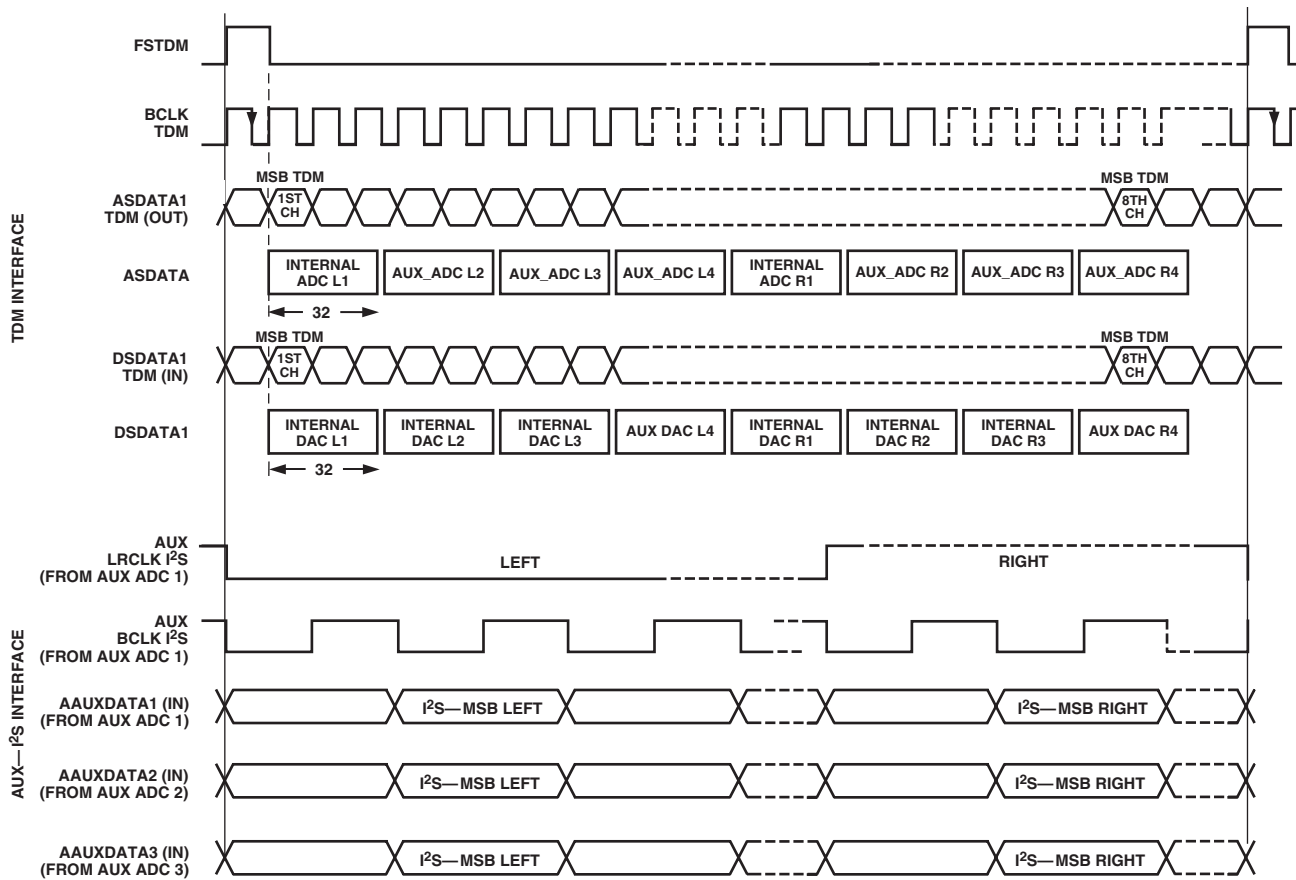 FSTDM
BCLK
TDM
MSB TDM
MSB TDM
ASDATA1
TDM (OUT)
1ST
CH
8TH
CH
ASDATA
INTERNAL
ADC L1
AUX_ADC L2
AUX_ADC L3
AUX_ADC L4
INTERNAL
ADC R1
AUX_ADC R2
AUX_ADC R3
AUX_ADC R4
32
TDM INTERFACE
MSB TDM
MSB TDM
DSDATA1
TDM (IN)
1ST
CH
8TH
CH
DSDATA1
INTERNAL
DAC L1
INTERNAL
DAC L2
INTERNAL
DAC L3
AUX DAC L4
INTERNAL
DAC R1
INTERNAL
DAC R2
INTERNAL
DAC R3
AUX DAC R4
32
AUX
LRCLK I²S
(FROM AUX ADC 1)
LEFT
RIGHT
AUX
BCLK I²S
(FROM AUX ADC 1)
AUX—I²S INTERFACE
AAUXDATA1 (IN)
(FROM AUX ADC 1)
I²S—MSB LEFT
I²S—MSB RIGHT
AAUXDATA2 (IN)
(FROM AUX ADC 2)
I²S—MSB LEFT
I²S—MSB RIGHT
AAUXDATA3 (IN)
(FROM AUX ADC 3)
I²S—MSB LEFT
I²S—MSB RIGHT